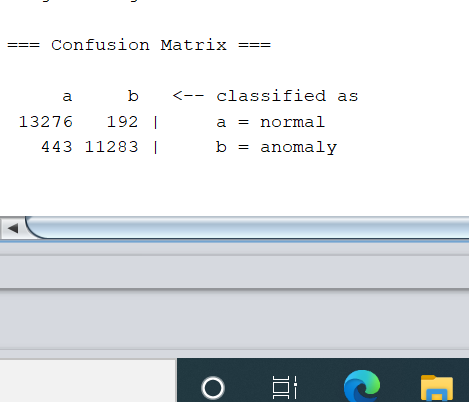 === Confusion Matrix ===
a b <-- classified as
13276 192 | a = normal
443 11283 | b = anomaly